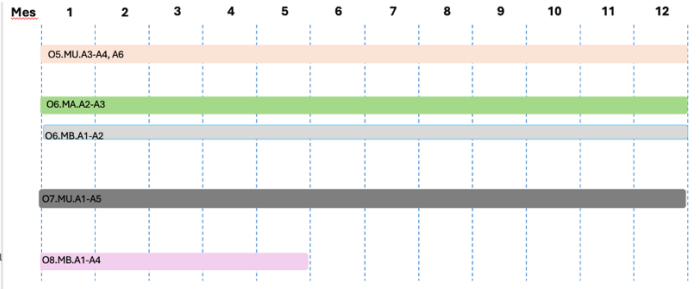 Mes 1 2 3 4 5 6 7 8 9 10 11 12
O5.MU.A3-A4, A6
O6.MA.A2-A3
O6.MB.A1-A2
O7.MU.A1-A5
O8.MB.A1-A4